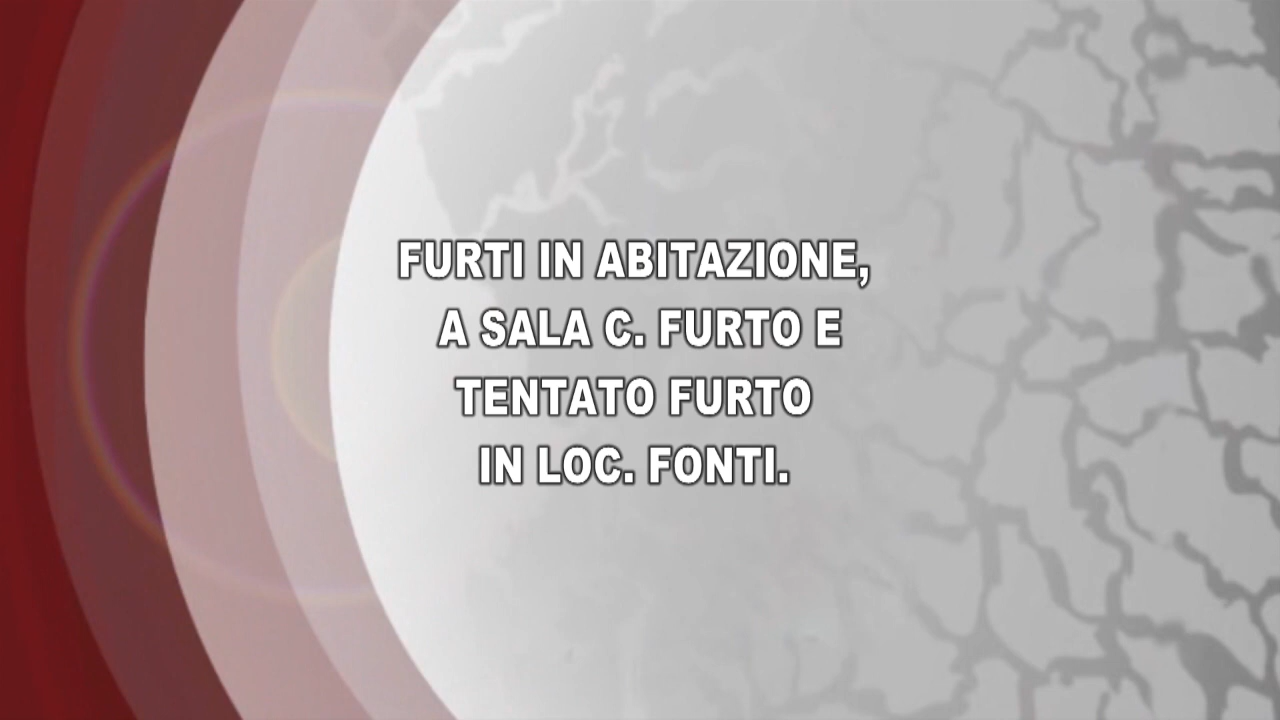 FURTI IN ABITAZIONE,
A SALA C. FURTO E
TENTATO FURTO
IN LOC. FONTI.